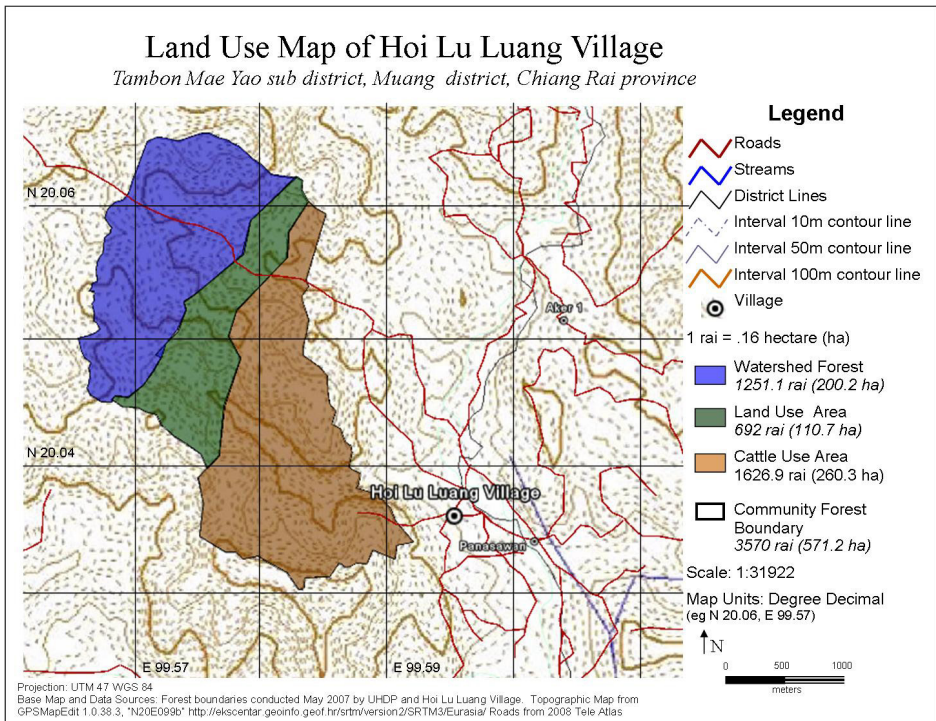 Land Use Map of Hoi Lu Luang Village
Tambon Mae Yao sub district, Muang district, Chiang Rai province
N 20.06
N 20.04
E 99.57
E 99.59
Aker 1
Hoi Lu Luang Village
Panasawan
Legend
Roads
Streams
District Lines
Interval 10m contour line
Interval 50m contour line
Interval 100m contour line
Village
1 rai = .16 hectare (ha)
Watershed Forest
1251.1 rai (200.2 ha)
Land Use Area
692 rai (110.7 ha)
Cattle Use Area
1626.9 rai (260.3 ha)
Community Forest
Boundary
3570 rai (571.2 ha)
Scale: 1:31922
Map Units: Degree Decimal
(eg N 20.06, E 99.57)
N
0 500 1000
meters
Projection: UTM 47 WGS 84
Base Map and Data Sources: Forest boundaries conducted May 2007 by UHDP and Hoi Lu Luang Village. Topographic Map from
GPSMapEdit 1.0.38.3, "N20E099b" http://ekscentar.geoinfo.geof.hr/srtm/version2/SRTM3/Eurasia/ Roads from 2008 Tele Atlas